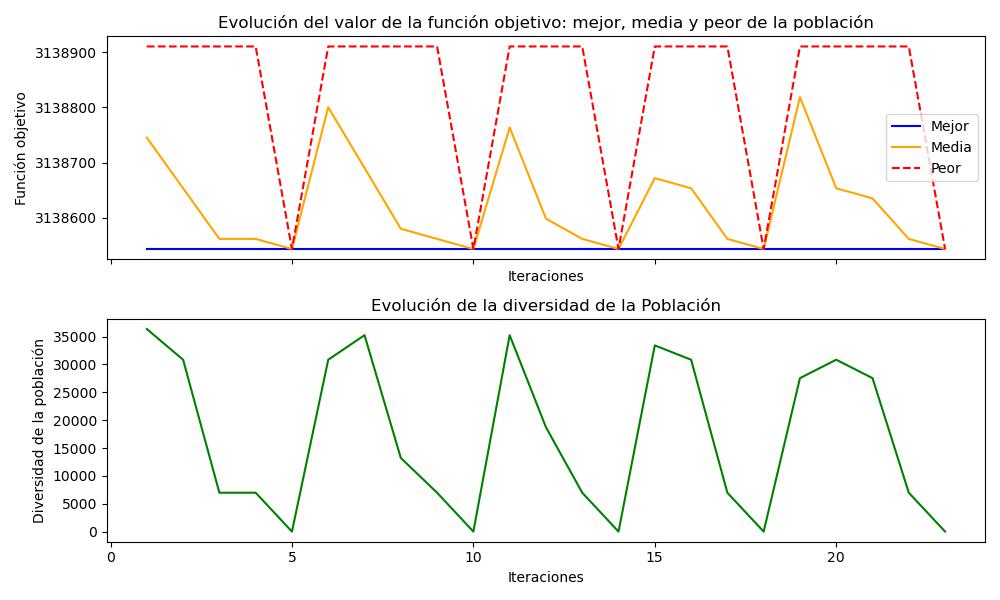 Evolución del valor de la función objetivo: mejor, media y peor de la población
3138900
3138800
3138700
3138600
Función objetivo
Mejor
Media
Peor
Iteraciones
Evolución de la diversidad de la Población
35000
30000
25000
20000
15000
10000
5000
0
Diversidad de la población
0 5 10 15 20
Iteraciones